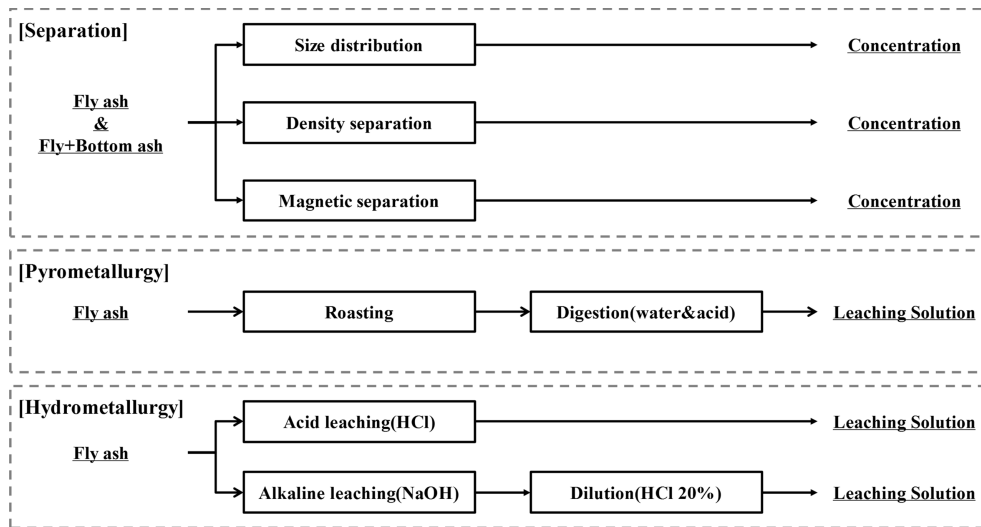 [Separation]
Size distribution
Concentration
Fly ash
&
Fly+Bottom ash
Density separation
Concentration
Magnetic separation
Concentration
[Pyrometallurgy]
Fly ash
Roasting
Digestion(water&acid)
Leaching Solution
[Hydrometallurgy]
Acid leaching(HCl)
Leaching Solution
Fly ash
Alkaline leaching(NaOH)
Dilution(HCl 20%)
Leaching Solution